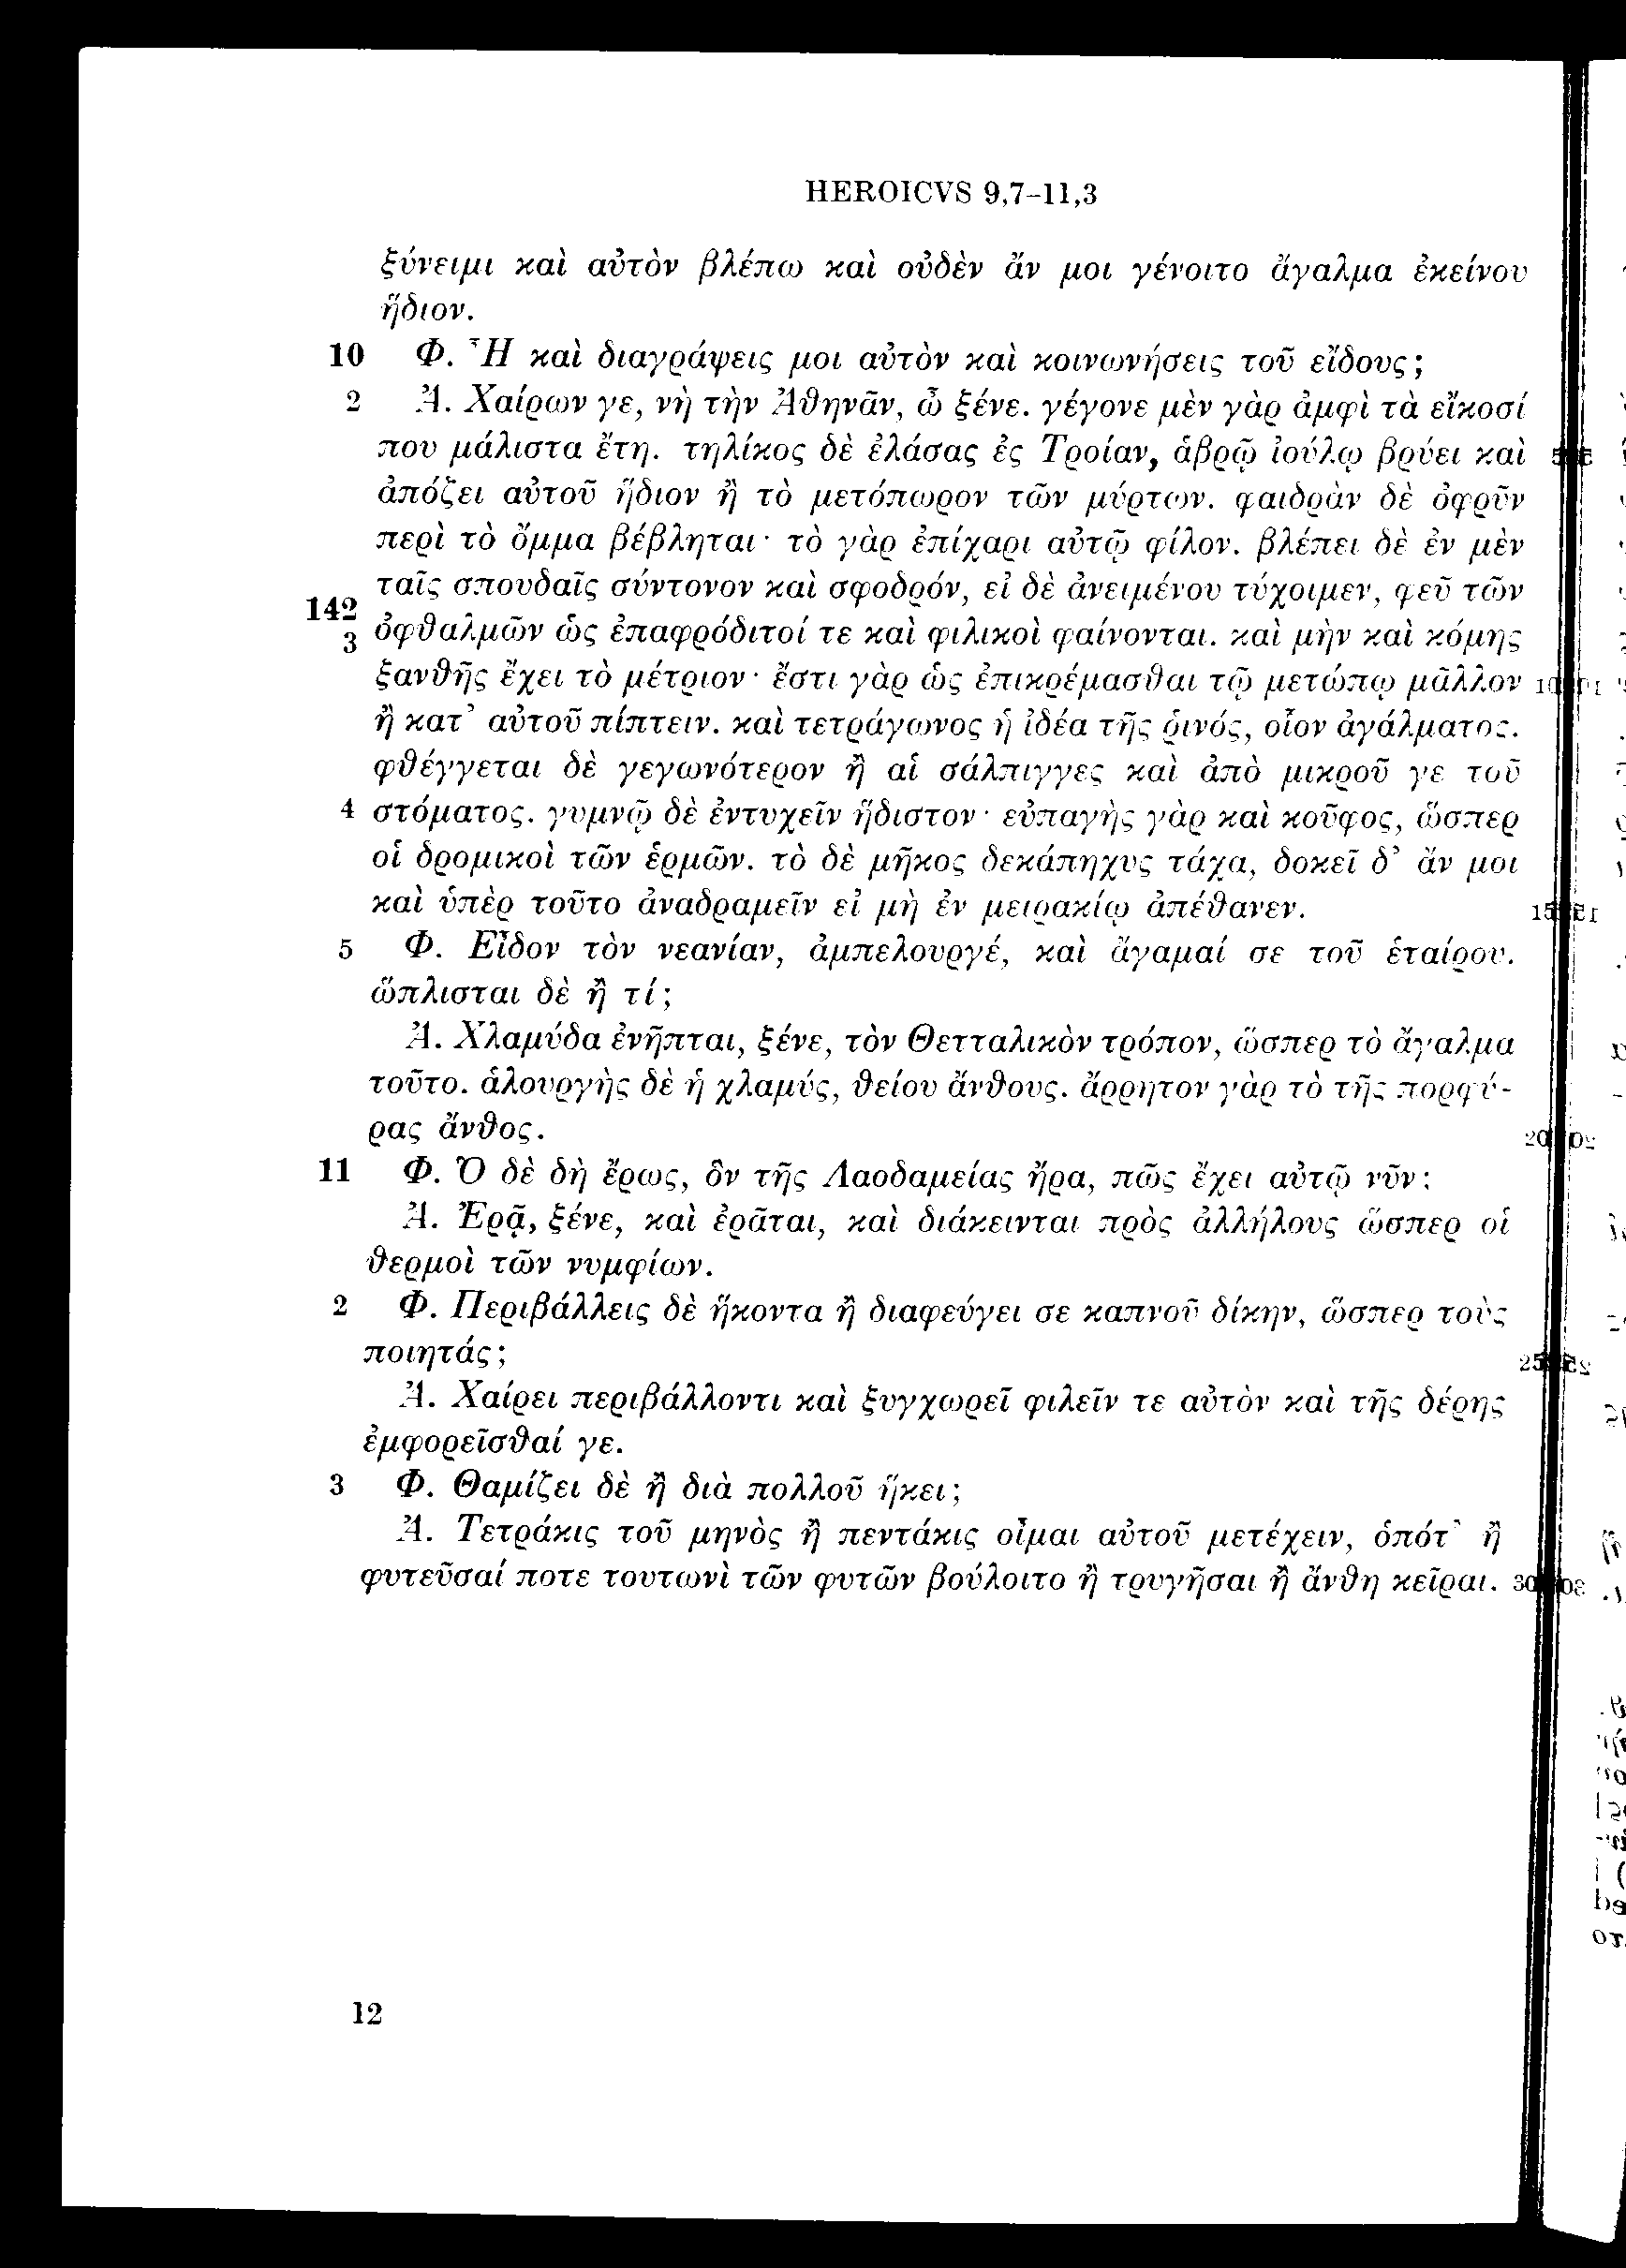 HEROICVS 9,7–11,3
ξύνειμι καὶ αὐτὸν βλέπω καὶ οὐδὲν ἄν μοι γένοιτο ἄγαλμα ἐκείνου
ἥδιον.
10 Φ. Ἦ καὶ διαγράψεις μοι αὐτὸν καὶ κοινωνήσεις τοῦ εἴδους;
2 Ἀ. Χαίρων γε, νὴ τὴν Ἀθηνᾶν, ὦ ξένε. γέγονε μὲν γὰρ ἀμφὶ τὰ εἴκοσί
που μάλιστα ἔτη. τηλίκος δὲ ἐλάσας ἐς Τροίαν, ἁβρῷ ἰούλῳ βρύει καὶ 5
ἀπόζει αὐτοῦ ἥδιον ἢ τὸ μετόπωρον τῶν μύρτων. φαιδρὰν δὲ ὀφρῦν
περὶ τὸ ὄμμα βέβληται· τὸ γὰρ ἐπίχαρι αὐτῷ φίλον. βλέπει δὲ ἐν μὲν
ταῖς σπουδαῖς σύντονον καὶ σφοδρόν, εἰ δὲ ἀνειμένου τύχοιμεν, φεῦ τῶν
142
3 ὀφθαλμῶν ὡς ἐπαφρόδιτοί τε καὶ φιλικοὶ φαίνονται. καὶ μὴν καὶ κόμης
ξανθῆς ἔχει τὸ μέτριον· ἔστι γὰρ ὡς ἐπικρέμασθαι τῷ μετώπῳ μᾶλλον 10
ἢ κατ’ αὐτοῦ πίπτειν. καὶ τετράγωνος ἡ ἰδέα τῆς ῥινός, οἷον ἀγάλματος.
φθέγγεται δὲ γεγωνότερον ἢ αἱ σάλπιγγες καὶ ἀπὸ μικροῦ γε τοῦ
4 στόματος. γυμνῷ δὲ ἐντυχεῖν ἥδιστον· εὐπαγὴς γὰρ καὶ κοῦφος, ὥσπερ
οἱ δρομικοὶ τῶν ἑρμῶν. τὸ δὲ μῆκος δεκάπηχυς τάχα, δοκεῖ δ’ ἄν μοι
καὶ ὑπὲρ τοῦτο ἀναδραμεῖν εἰ μὴ ἐν μειρακίῳ ἀπέθανεν. 15
5 Φ. Εἶδον τὸν νεανίαν, ἀμπελουργέ, καὶ ἄγαμαί σε τοῦ ἑταίρου.
ὥπλισται δὲ ἢ τί;
Ἀ. Χλαμύδα ἐνῆπται, ξένε, τὸν Θετταλικὸν τρόπον, ὥσπερ τὸ ἄγαλμα
τοῦτο. ἁλουργὴς δὲ ἡ χλαμύς, θείου ἄνθους. ἄρρητον γὰρ τὸ τῆς πορφύ-
ρας ἄνθος. 20
11 Φ. Ὁ δὲ δὴ ἔρως, ὃν τῆς Λαοδαμείας ἤρα, πῶς ἔχει αὐτῷ νῦν;
Ἀ. Ἐρᾷ, ξένε, καὶ ἐρᾶται, καὶ διάκεινται πρὸς ἀλλήλους ὥσπερ οἱ
θερμοὶ τῶν νυμφίων.
2 Φ. Περιβάλλεις δὲ ἥκοντα ἢ διαφεύγει σε καπνοῦ δίκην, ὥσπερ τοὺς
ποιητάς; 25
Ἀ. Χαίρει περιβάλλοντι καὶ ξυγχωρεῖ φιλεῖν τε αὐτὸν καὶ τῆς δέρης
ἐμφορεῖσθαί γε.
3 Φ. Θαμίζει δὲ ἢ διὰ πολλοῦ ἥκει;
Ἀ. Τετράκις τοῦ μηνὸς ἢ πεντάκις οἶμαι αὐτοῦ μετέχειν, ὁπότ’ ἢ
φυτεῦσαί ποτε τουτωνὶ τῶν φυτῶν βούλοιτο ἢ τρυγῆσαι ἢ ἄνθη κεῖραι. 30
12